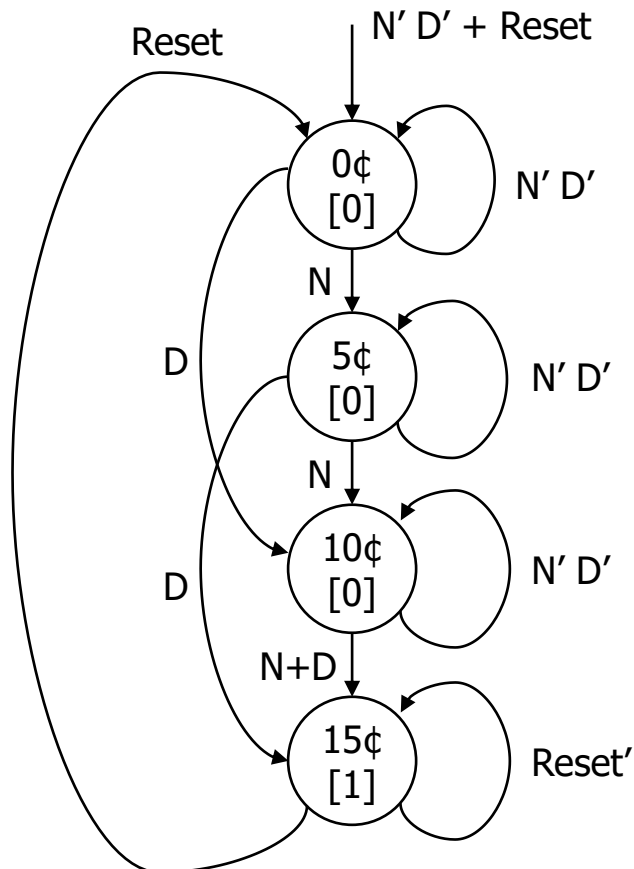 N’ D’ + Reset
Reset
0¢
[0]
N’ D’
N
D
5¢
[0]
N’ D’
N
D
10¢
[0]
N’ D’
N+D
15¢
[1]
Reset’